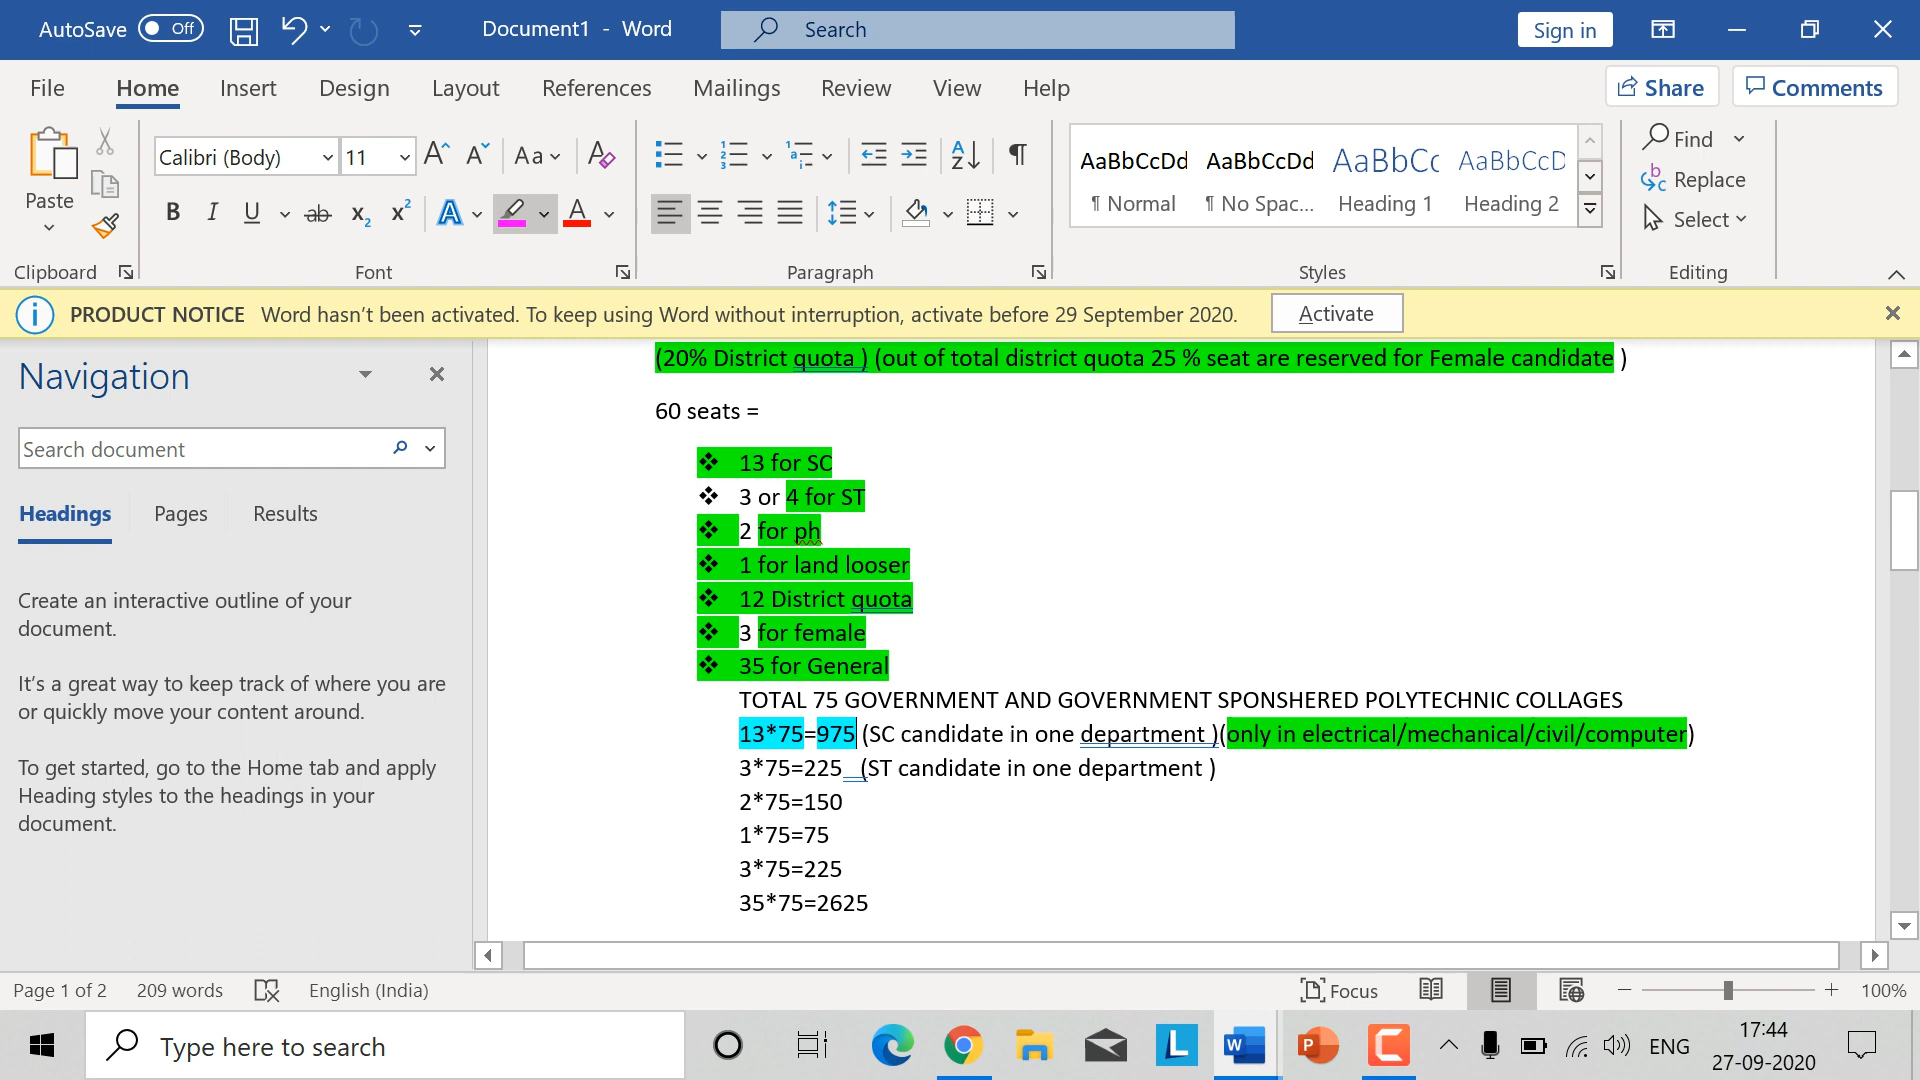 AutoSave Off Document1 - Word Search Sign in
File Home Insert Design Layout References Mailings Review View Help Share Comments
Paste Calibri (Body) 11 Aa AaBbCcDd AaBbCcDd AaBbCc AaBbCcD Find
¶ Normal ¶ No Spac... Heading 1 Heading 2 Replace
Select
Clipboard Font Paragraph Styles Editing
PRODUCT NOTICE Word hasn't been activated. To keep using Word without interruption, activate before 29 September 2020. Activate
Navigation
Search document
Headings Pages Results
Create an interactive outline of your
document.
It's a great way to keep track of where you are
or quickly move your content around.
To get started, go to the Home tab and apply
Heading styles to the headings in your
document.
(20% District quota ) (out of total district quota 25 % seat are reserved for Female candidate )
60 seats =
❖ 13 for SC
❖ 3 or 4 for ST
❖ 2 for ph
❖ 1 for land looser
❖ 12 District quota
❖ 3 for female
❖ 35 for General
TOTAL 75 GOVERNMENT AND GOVERNMENT SPONSHERED POLYTECHNIC COLLAGES
13*75=975 (SC candidate in one department )(only in electrical/mechanical/civil/computer)
3*75=225 (ST candidate in one department )
2*75=150
1*75=75
3*75=225
35*75=2625
Page 1 of 2 209 words English (India) Focus 100%
Type here to search ENG 17:44
27-09-2020